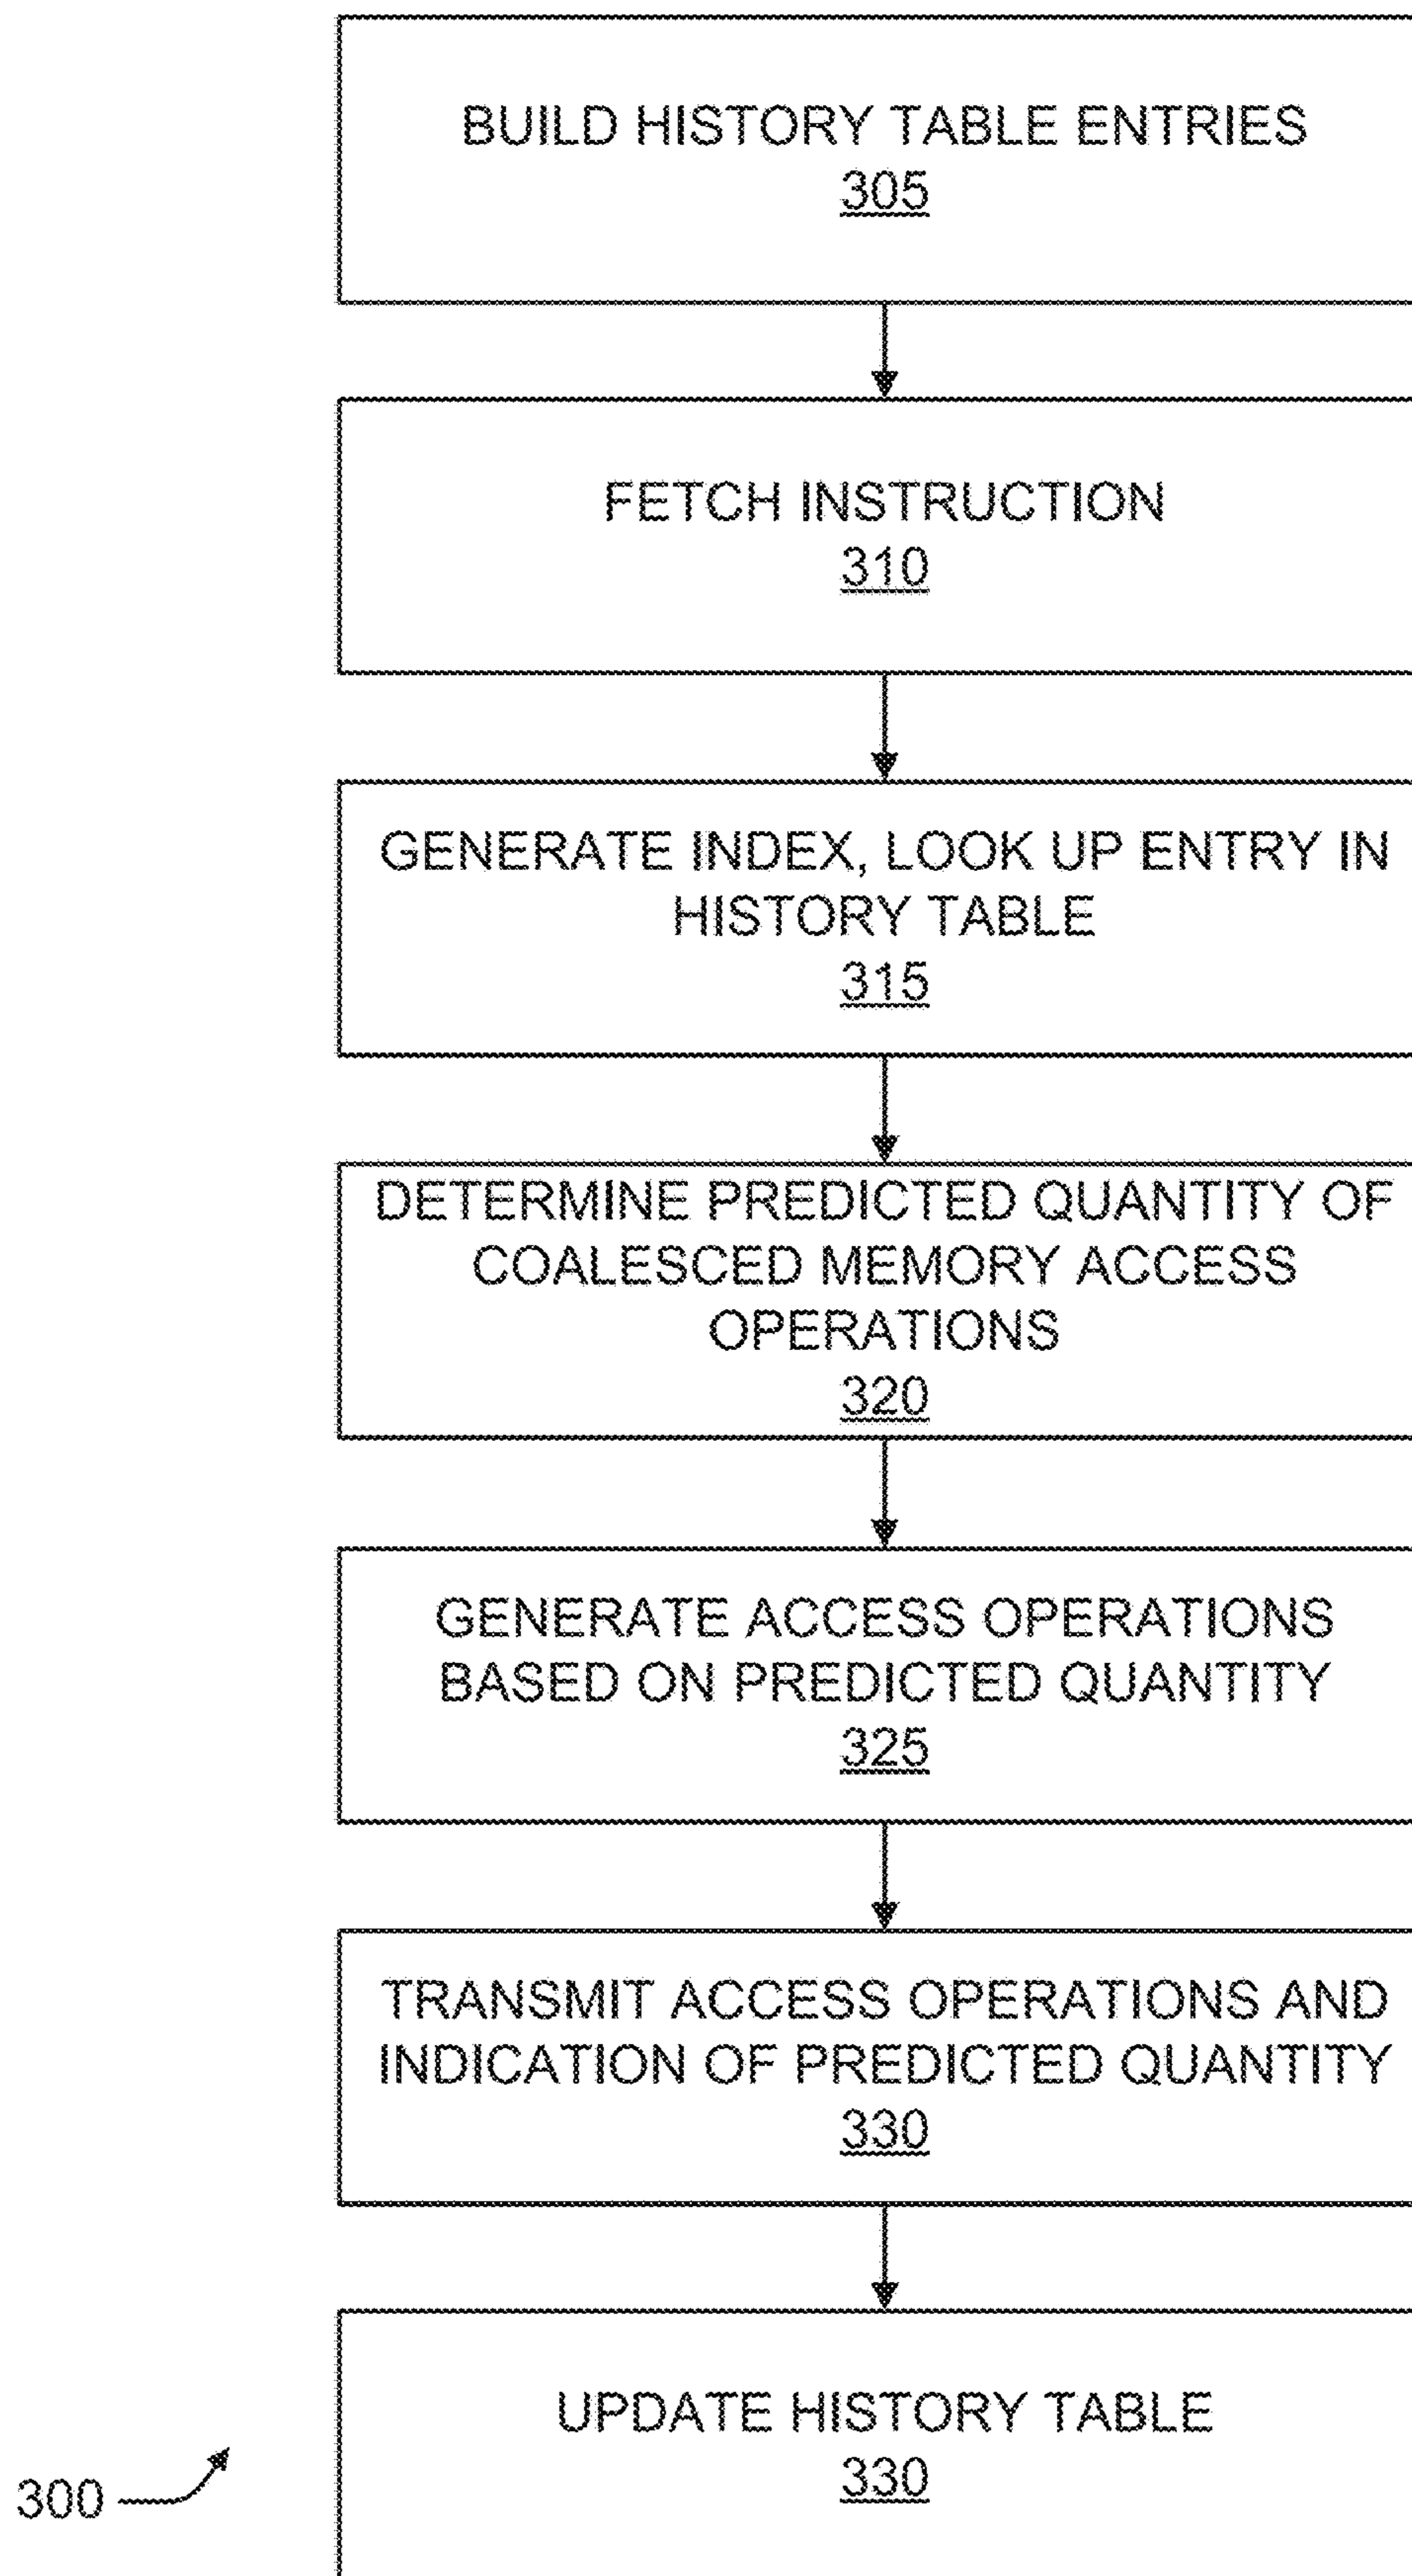 BUILD HISTORY TABLE ENTRIES
305
FETCH INSTRUCTION
310
GENERATE INDEX, LOOK UP ENTRY IN
HISTORY TABLE
315
DETERMINE PREDICTED QUANTITY OF
COALESCED MEMORY ACCESS
OPERATIONS
320
GENERATE ACCESS OPERATIONS
BASED ON PREDICTED QUANTITY
325
TRANSMIT ACCESS OPERATIONS AND
INDICATION OF PREDICTED QUANTITY
330
UPDATE HISTORY TABLE
330
300